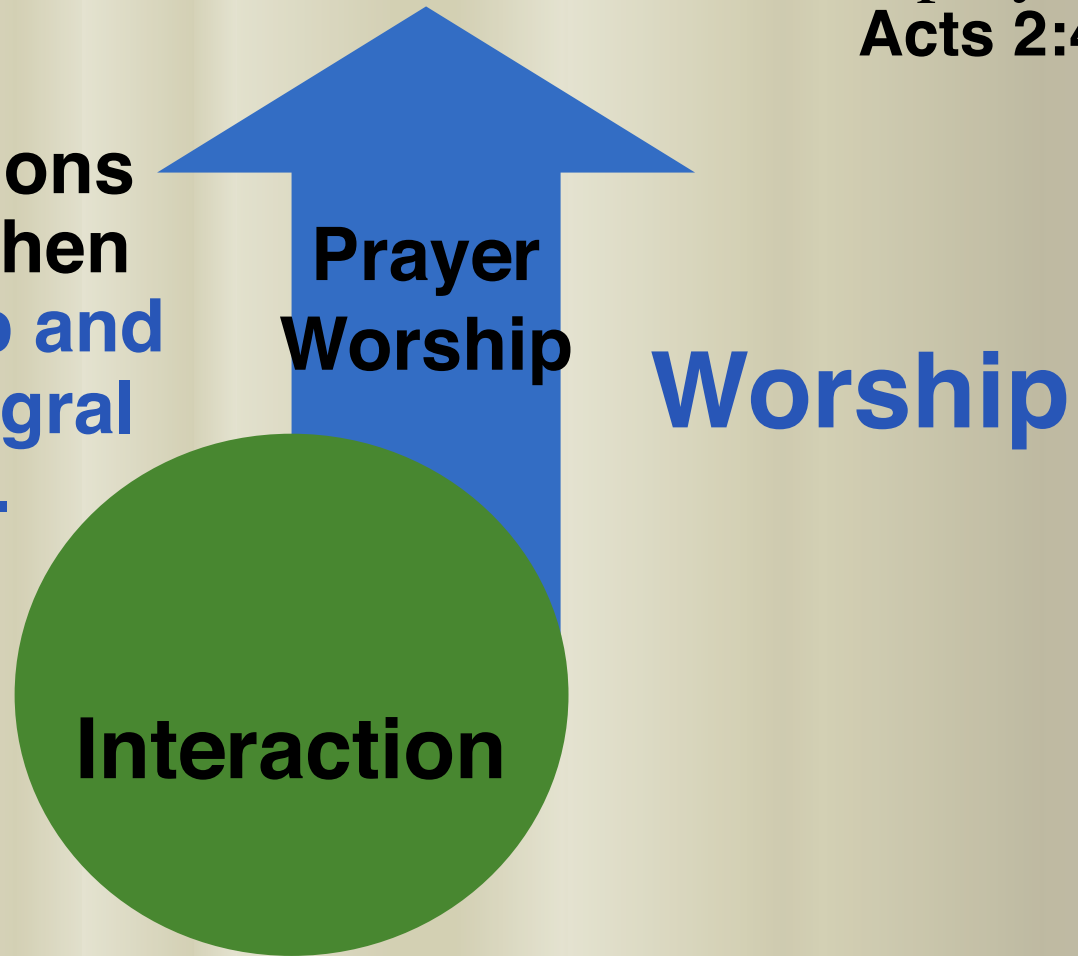 Acts 2:4
ons
hen
and
gral
.
Prayer
Worship
Worship
Interaction